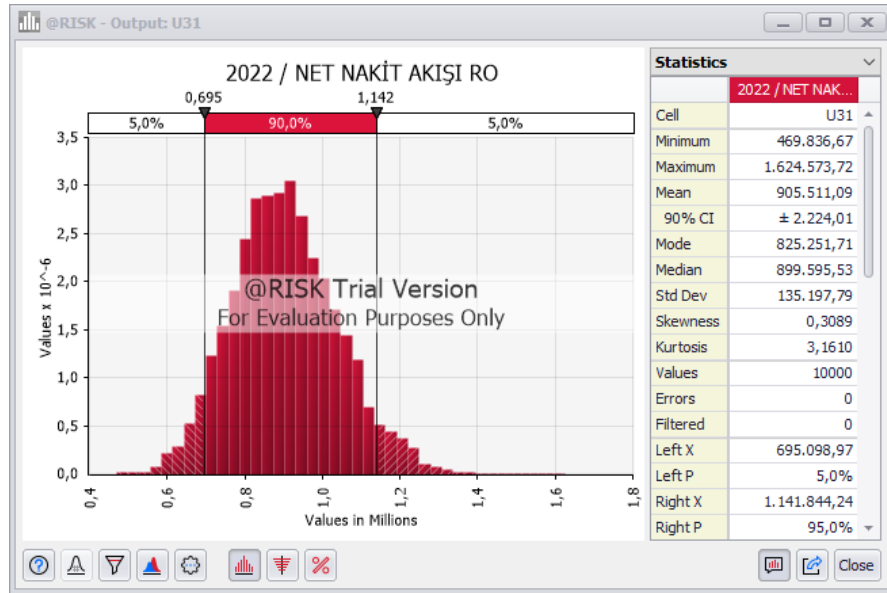 @RISK - Output: U31
2022 / NET NAKİT AKIŞI RO
0,695 1,142
5,0% 90,0% 5,0%
3,5
3,0
2,5
2,0
1,5
1,0
0,5
0,0
Values x 10^-6
@RISK Trial Version
For Evaluation Purposes Only
0,4 0,6 0,8 1,0 1,2 1,4 1,6 1,8
Values in Millions
Statistics
2022 / NET NAK...
Cell U31
Minimum 469.836,67
Maximum 1.624.573,72
Mean 905.511,09
90% CI ± 2.224,01
Mode 825.251,71
Median 899.595,53
Std Dev 135.197,79
Skewness 0,3089
Kurtosis 3,1610
Values 10000
Errors 0
Filtered 0
Left X 695.098,97
Left P 5,0%
Right X 1.141.844,24
Right P 95,0%
Close